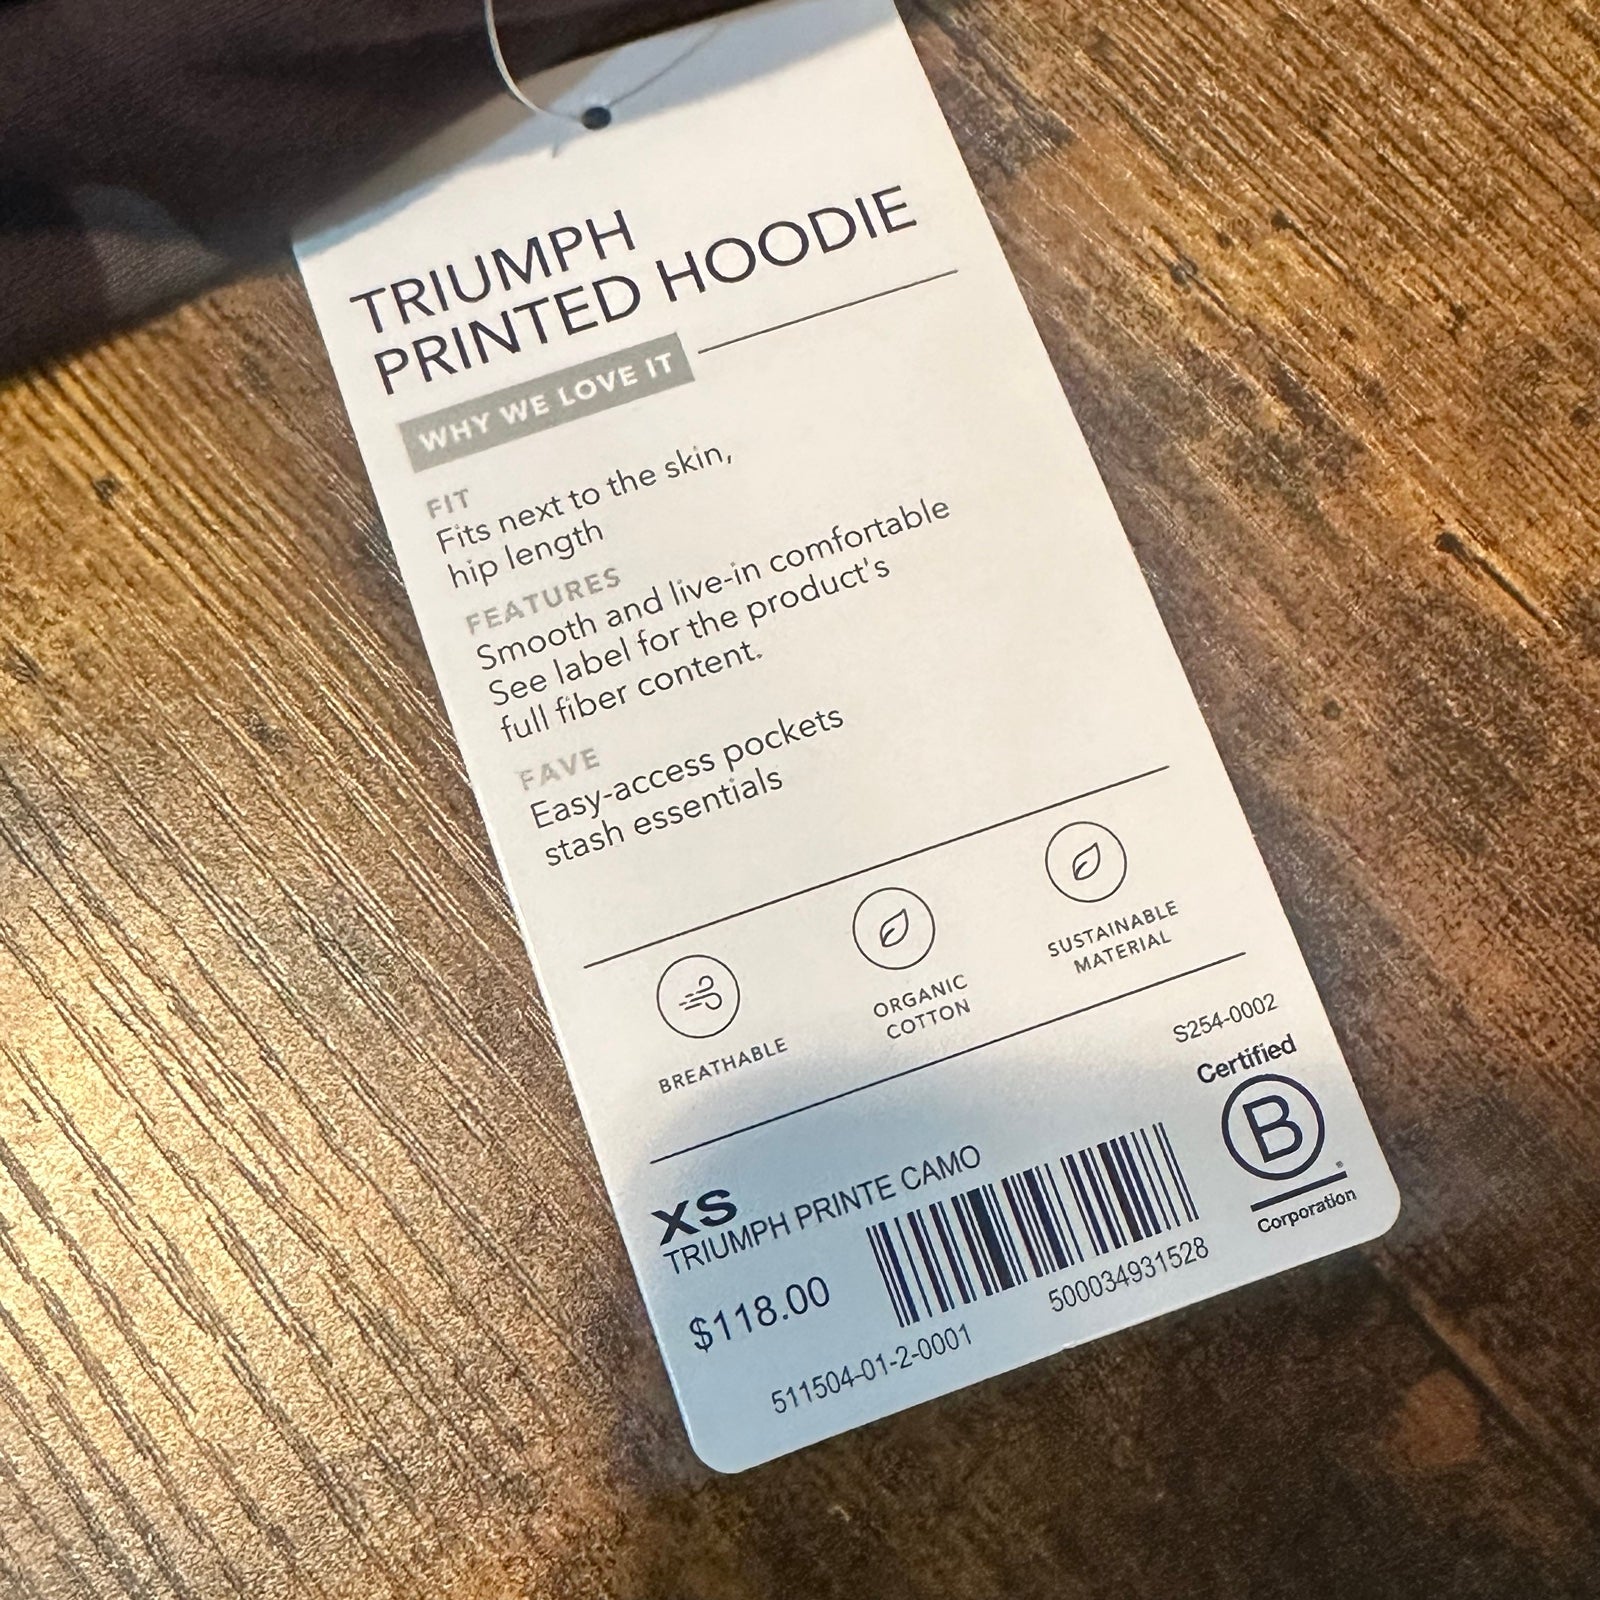 TRIUMPH
PRINTED HOODIE
WHY WE LOVE IT
FIT
Fits next to the skin,
hip length
FEATURES
Smooth and live-in comfortable
See label for the product's
full fiber content.
FAVE
Easy-access pockets
stash essentials
BREATHABLE
ORGANIC
COTTON
SUSTAINABLE
MATERIAL
S254-0002
Certified
B
®
Corporation
XS
TRIUMPH PRINTE CAMO
$118.00
500034931528
511504-01-2-0001